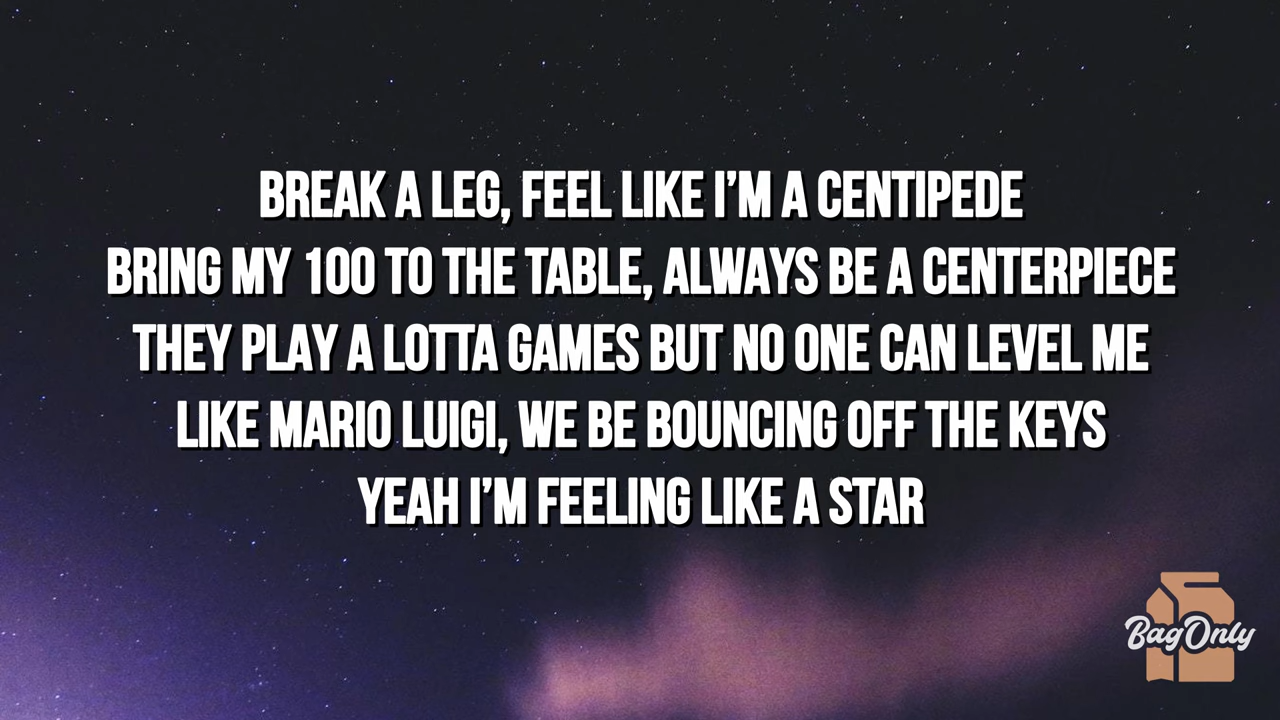 BREAK A LEG, FEEL LIKE I’M A CENTIPEDE
BRING MY 100 TO THE TABLE, ALWAYS BE A CENTERPIECE
THEY PLAY A LOTTA GAMES BUT NO ONE CAN LEVEL ME
LIKE MARIO LUIGI, WE BE BOUNCING OFF THE KEYS
YEAH I’M FEELING LIKE A STAR
BagOnly